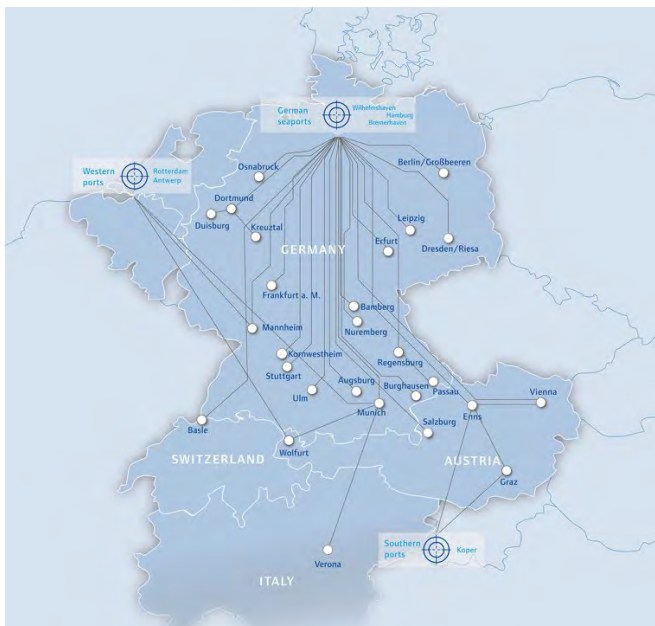 German
seaports
Wilhelmshaven
Hamburg
Bremerhaven
Western
ports
Rotterdam
Antwerp
Osnabruck
Berlin/Großbeeren
Dortmund
Duisburg
Kreuztal
Leipzig
Erfurt
Dresden/Riesa
GERMANY
Frankfurt a. M.
Bamberg
Mannheim
Nuremberg
Kornwestheim
Regensburg
Stuttgart
Augsburg
Burghausen
Passau
Vienna
Ulm
Munich
Enns
Basle
Salzburg
Wolfurt
SWITZERLAND
AUSTRIA
Graz
Southern
ports
Koper
Verona
ITALY